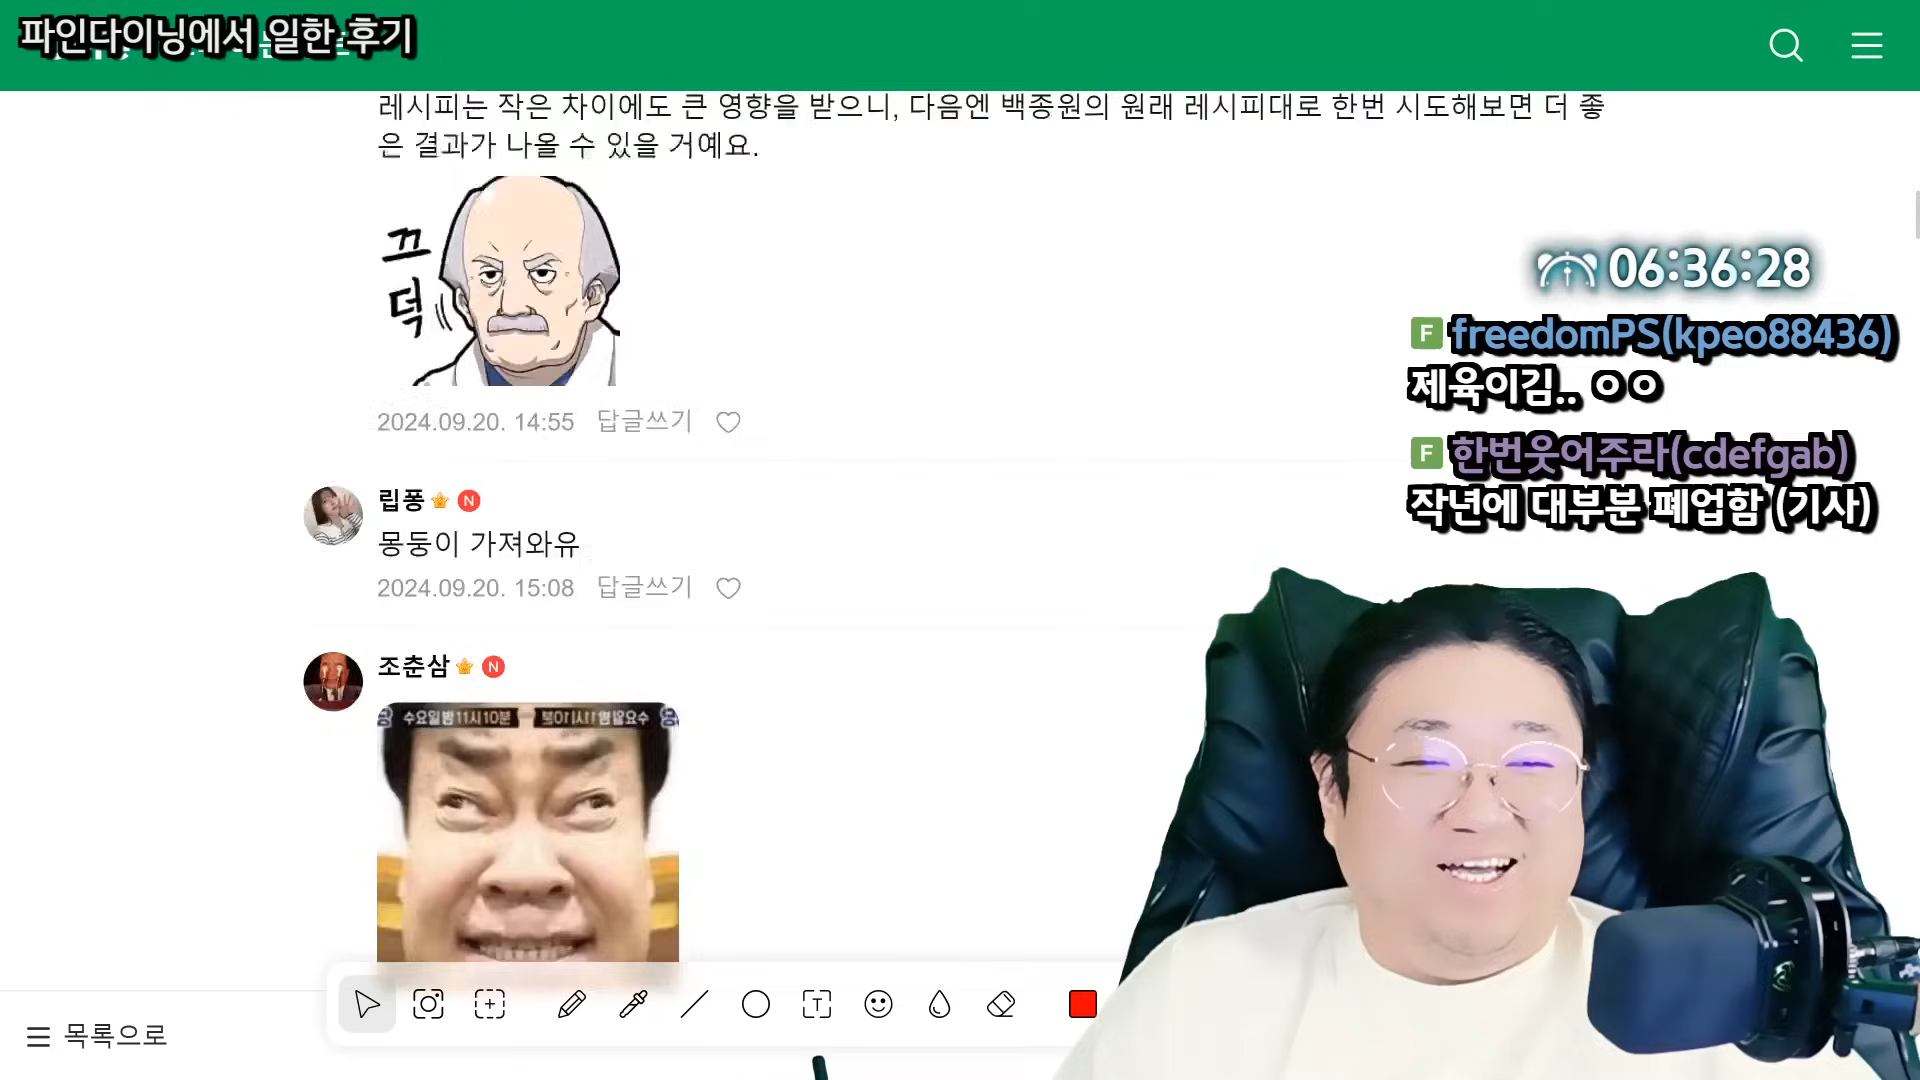 파인다이닝에서 일한 후기
레시피는 작은 차이에도 큰 영향을 받으니, 다음엔 백종원의 원래 레시피대로 한번 시도해보면 더 좋
은 결과가 나올 수 있을 거예요.
끄
덕
2024.09.20. 14:55 답글쓰기
립퐁 N
몽둥이 가져와유
2024.09.20. 15:08 답글쓰기
조춘삼 N
수요일밤11시10분
06:36:28
F freedomPS(kpeo88436)
제육이김.. ㅇㅇ
F 한번웃어주라(cdefgab)
작년에 대부분 폐업함 (기사)
T
목록으로